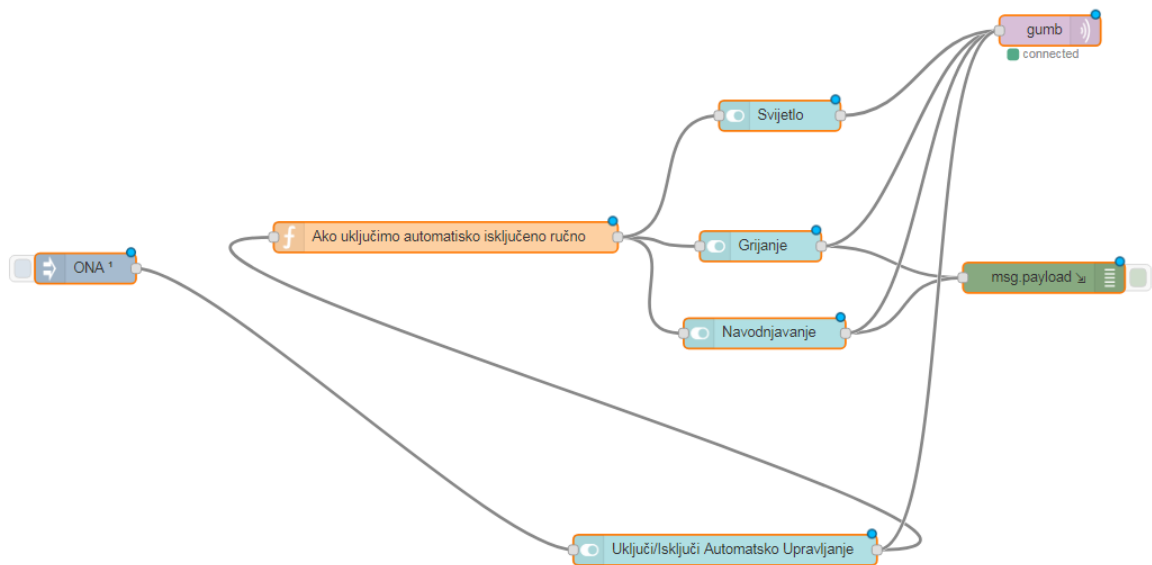 gumb
connected
Svijetlo
Ako uključimo automatisko isključeno ručno
Grijanje
ONA ¹
msg.payload
Navodnjavanje
Uključi/Isključi Automatsko Upravljanje